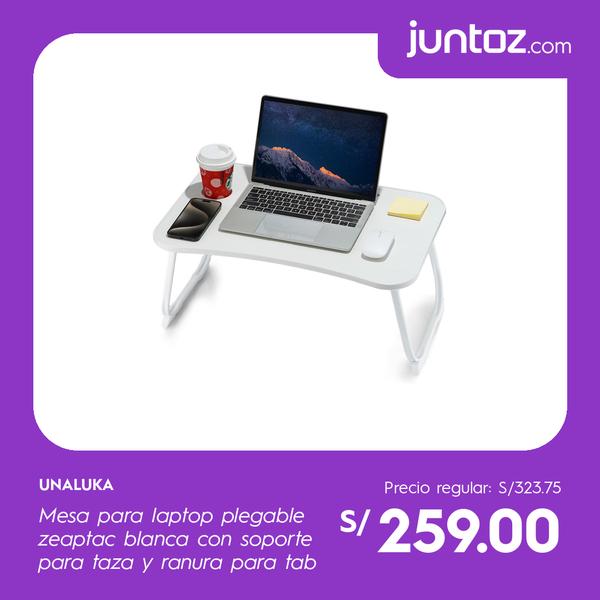 juntoz.com
UNALUKA
Mesa para laptop plegable
zeaptac blanca con soporte
para taza y ranura para tab
Precio regular: S/323.75
S/259.00